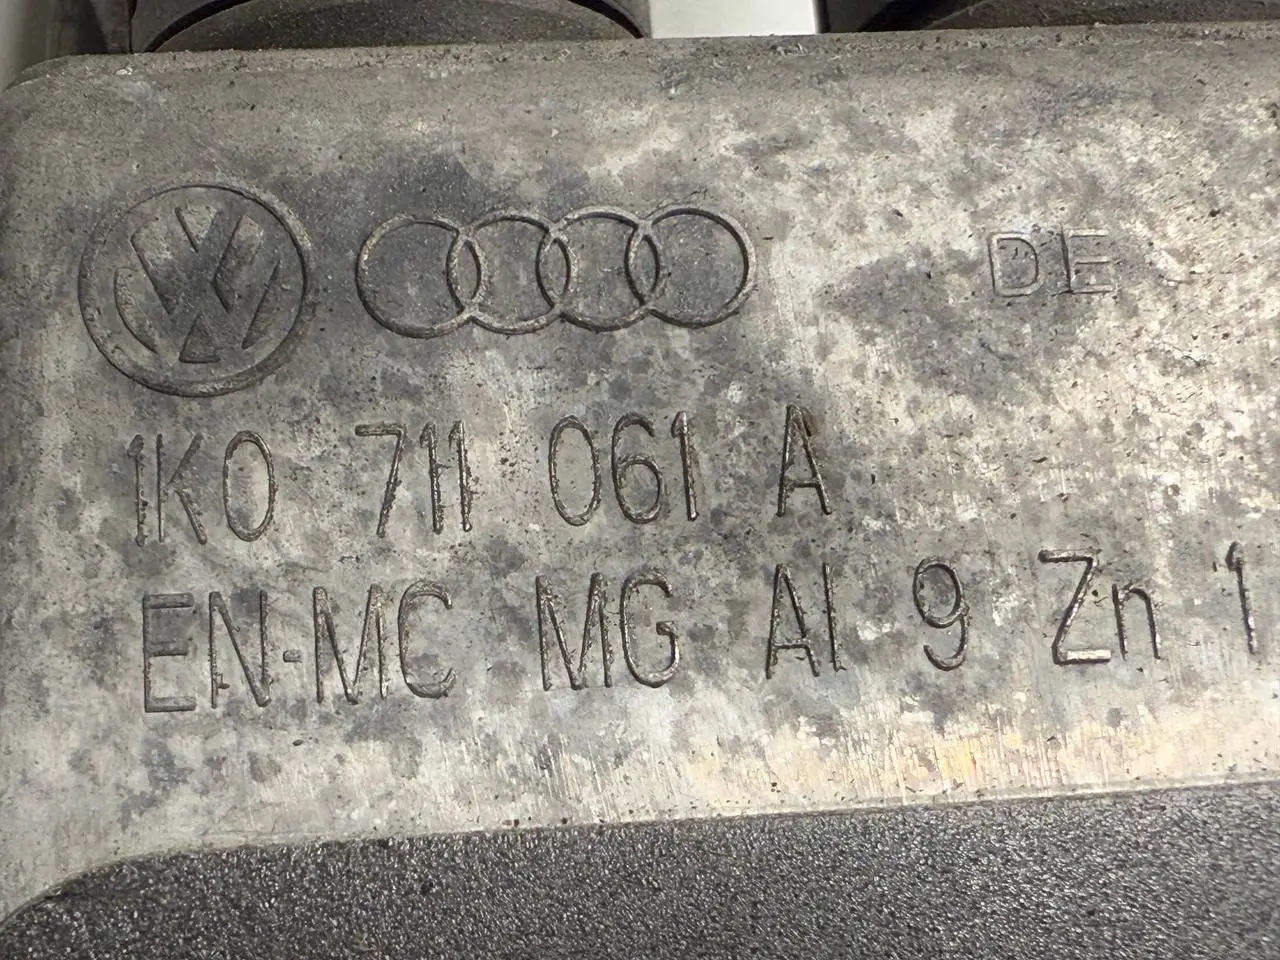 DE
1K0 711 061 A
EN-MC MG Al 9 Zn 1